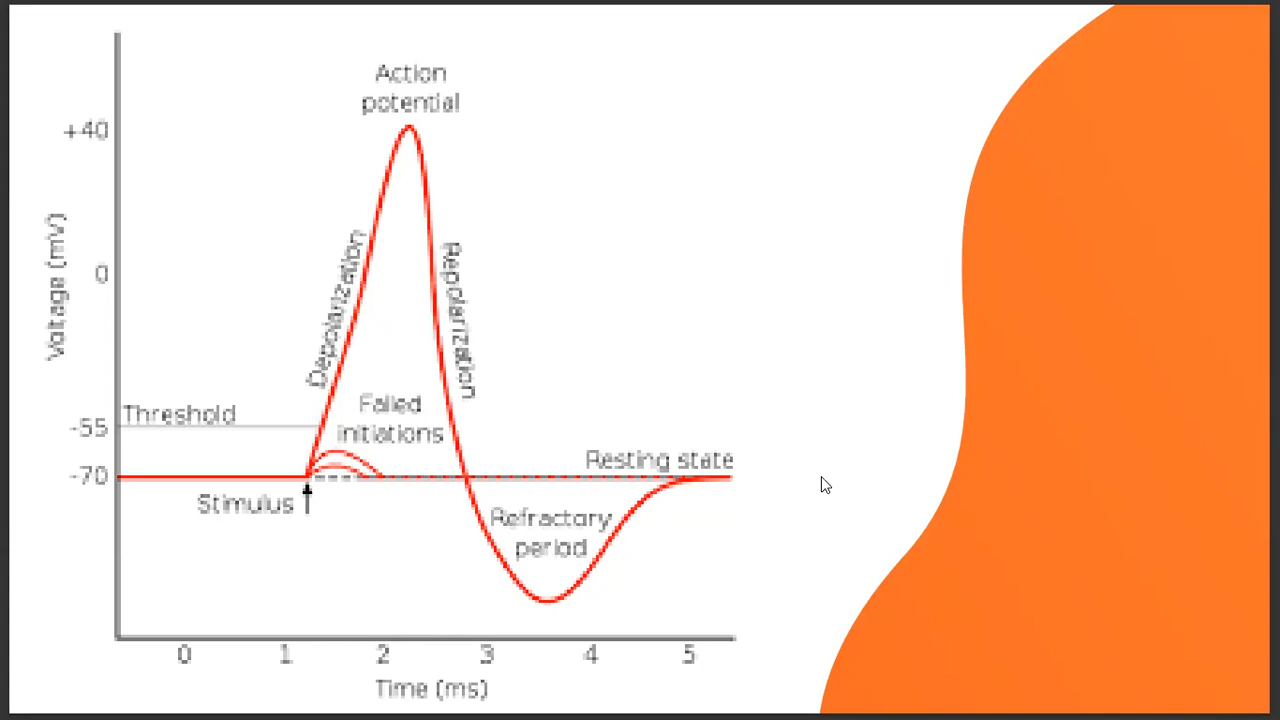 Action
potential
+40
Voltage (mV)
0
Depolarization
Repolarization
Failed
initiations
Threshold
-55
Resting state
-70
Stimulus
Refractory
period
0 1 2 3 4 5
Time (ms)